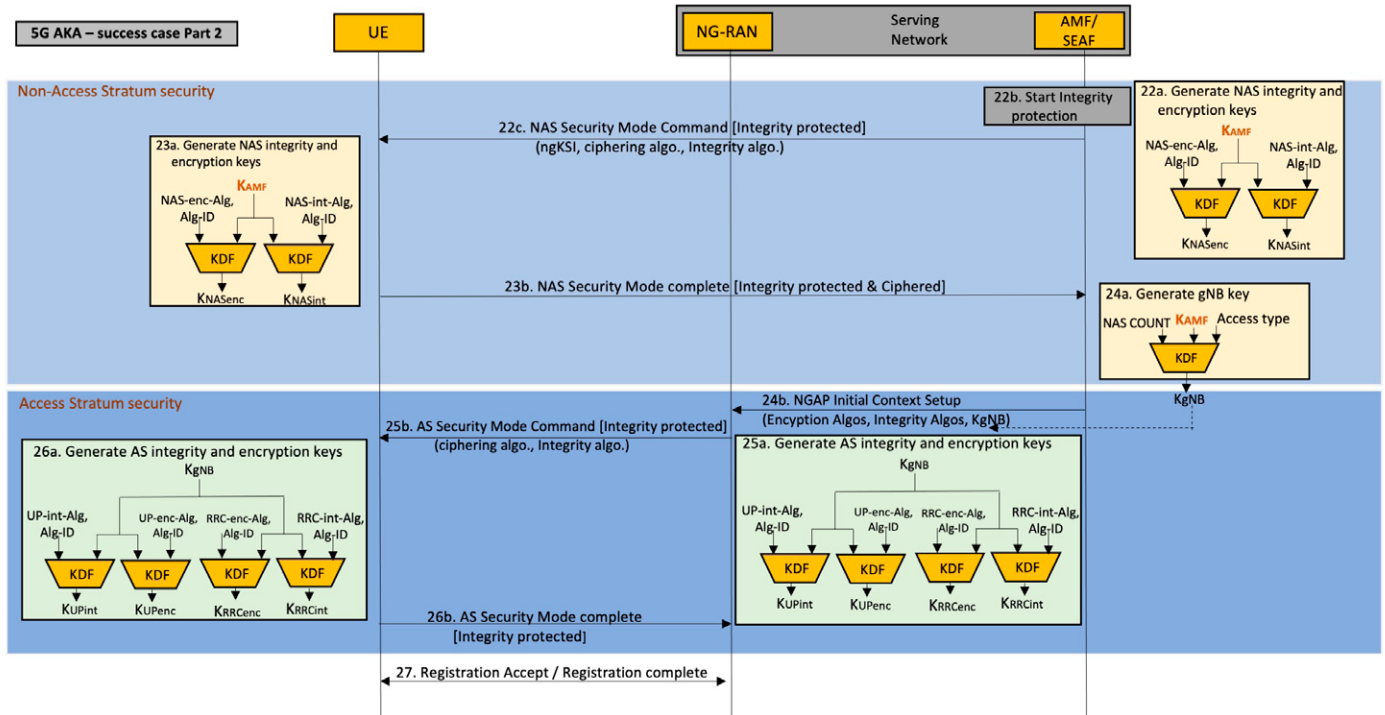 5G AKA – success case Part 2
UE
NG-RAN
Serving
Network
AMF/
SEAF
Non-Access Stratum security
22b. Start Integrity
protection
22a. Generate NAS integrity and
encryption keys
KAMF
NAS-enc-Alg,
Alg-ID
NAS-int-Alg,
Alg-ID
KDF
KDF
KNASenc
KNASint
22c. NAS Security Mode Command [Integrity protected]
(ngKSI, ciphering algo., Integrity algo.)
23a. Generate NAS integrity and
encryption keys
KAMF
NAS-enc-Alg,
Alg-ID
NAS-int-Alg,
Alg-ID
KDF
KDF
KNASenc
KNASint
23b. NAS Security Mode complete [Integrity protected & Ciphered]
24a. Generate gNB key
NAS COUNT
KAMF
Access type
KDF
KgNB
Access Stratum security
24b. NGAP Initial Context Setup
(Encyption Algos, Integrity Algos, KgNB)
25b. AS Security Mode Command [Integrity protected]
(ciphering algo., Integrity algo.)
25a. Generate AS integrity and encryption keys
KgNB
UP-int-Alg,
Alg-ID
UP-enc-Alg,
Alg-ID
RRC-enc-Alg,
Alg-ID
RRC-int-Alg,
Alg-ID
KDF
KDF
KDF
KDF
KUPint
KUPenc
KRRCenc
KRRCint
26a. Generate AS integrity and encryption keys
KgNB
UP-int-Alg,
Alg-ID
UP-enc-Alg,
Alg-ID
RRC-enc-Alg,
Alg-ID
RRC-int-Alg,
Alg-ID
KDF
KDF
KDF
KDF
KUPint
KUPenc
KRRCenc
KRRCint
26b. AS Security Mode complete
[Integrity protected]
27. Registration Accept / Registration complete